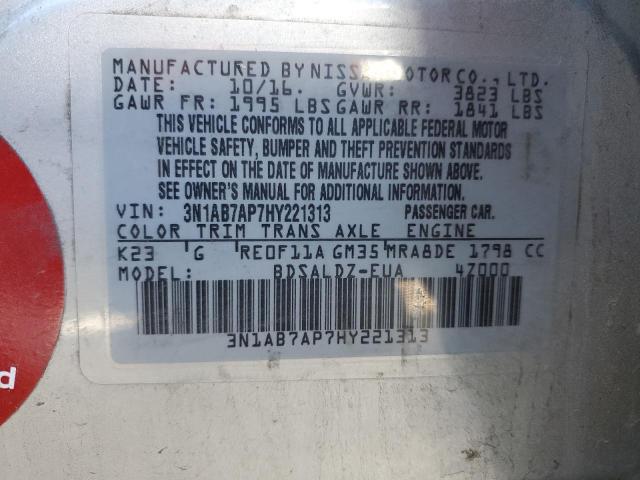 MANUFACTURED BY NISSAN MOTOR CO., LTD.
DATE: 10/16. GVWR: 3823 LBS
GAWR FR: 1995 LBS GAWR RR: 1841 LBS
THIS VEHICLE CONFORMS TO ALL APPLICABLE FEDERAL MOTOR
VEHICLE SAFETY, BUMPER AND THEFT PREVENTION STANDARDS
IN EFFECT ON THE DATE OF MANUFACTURE SHOWN ABOVE.
SEE OWNER'S MANUAL FOR ADDITIONAL INFORMATION.
VIN: 3N1AB7AP7HY221313 PASSENGER CAR.
COLOR TRIM TRANS AXLE ENGINE
K23 G RE0F11A GM35 MRA8DE 1798 CC
MODEL: BDSALDZ-EUA 4Z000
3N1AB7AP7HY221313
d